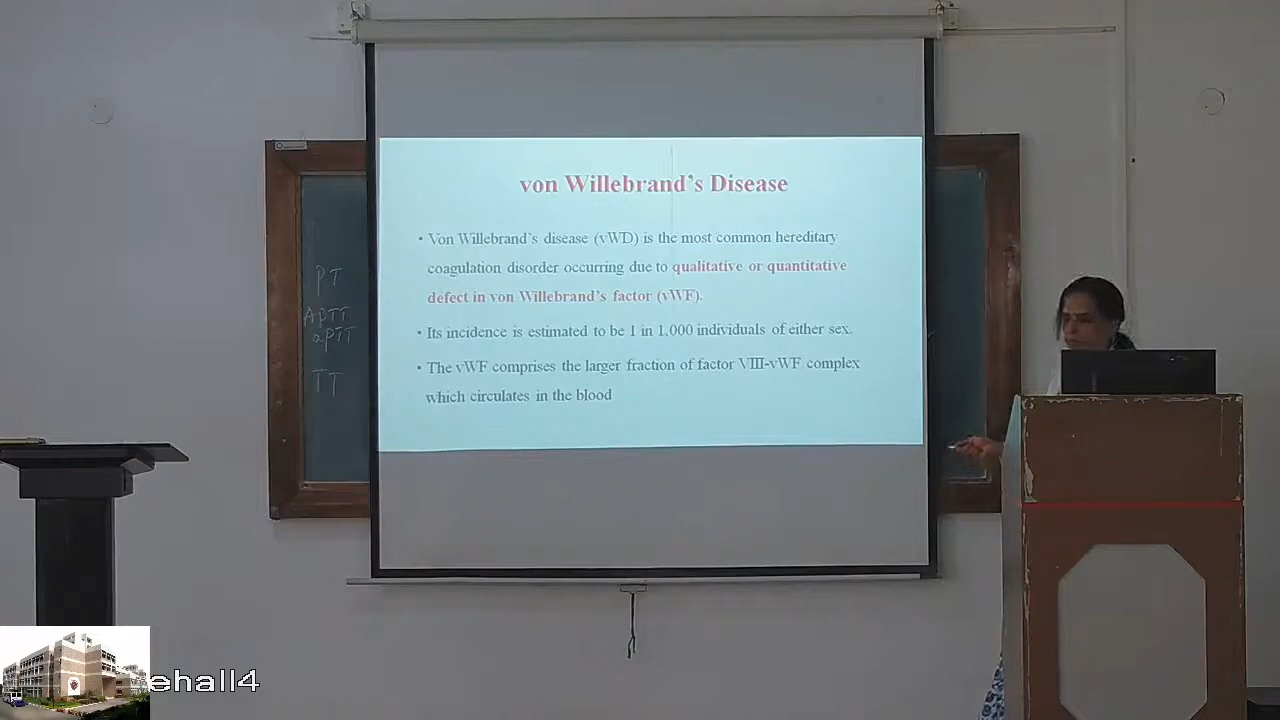 von Willebrand's Disease
• Von Willebrand's disease (vWD) is the most common hereditary
coagulation disorder occurring due to qualitative or quantitative
defect in von Willebrand's factor (vWF).
• Its incidence is estimated to be 1 in 1,000 individuals of either sex.
• The vWF comprises the larger fraction of factor VIII-vWF complex
which circulates in the blood
PT
APTT
aPTT
TT
ehall4